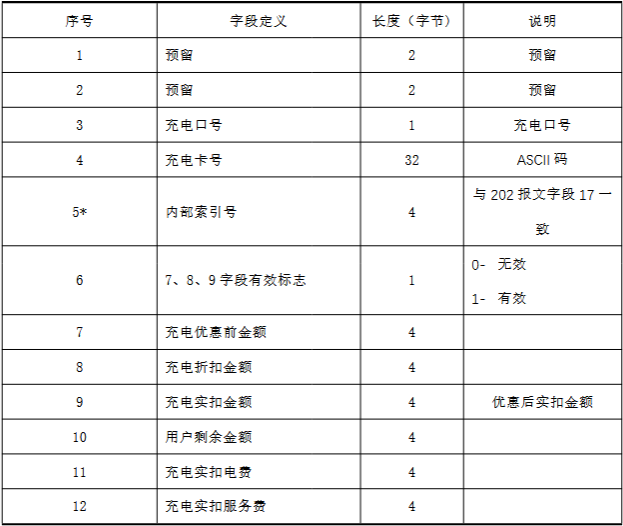 序号 字段定义 长度（字节） 说明
1 预留 2 预留
2 预留 2 预留
3 充电口号 1 充电口号
4 充电卡号 32 ASCII 码
5* 内部索引号 4 与 202 报文字段 17 一
致
6 7、8、9 字段有效标志 1 0- 无效
1- 有效
7 充电优惠前金额 4
8 充电折扣金额 4
9 充电实扣金额 4 优惠后实扣金额
10 用户剩余金额 4
11 充电实扣电费 4
12 充电实扣服务费 4